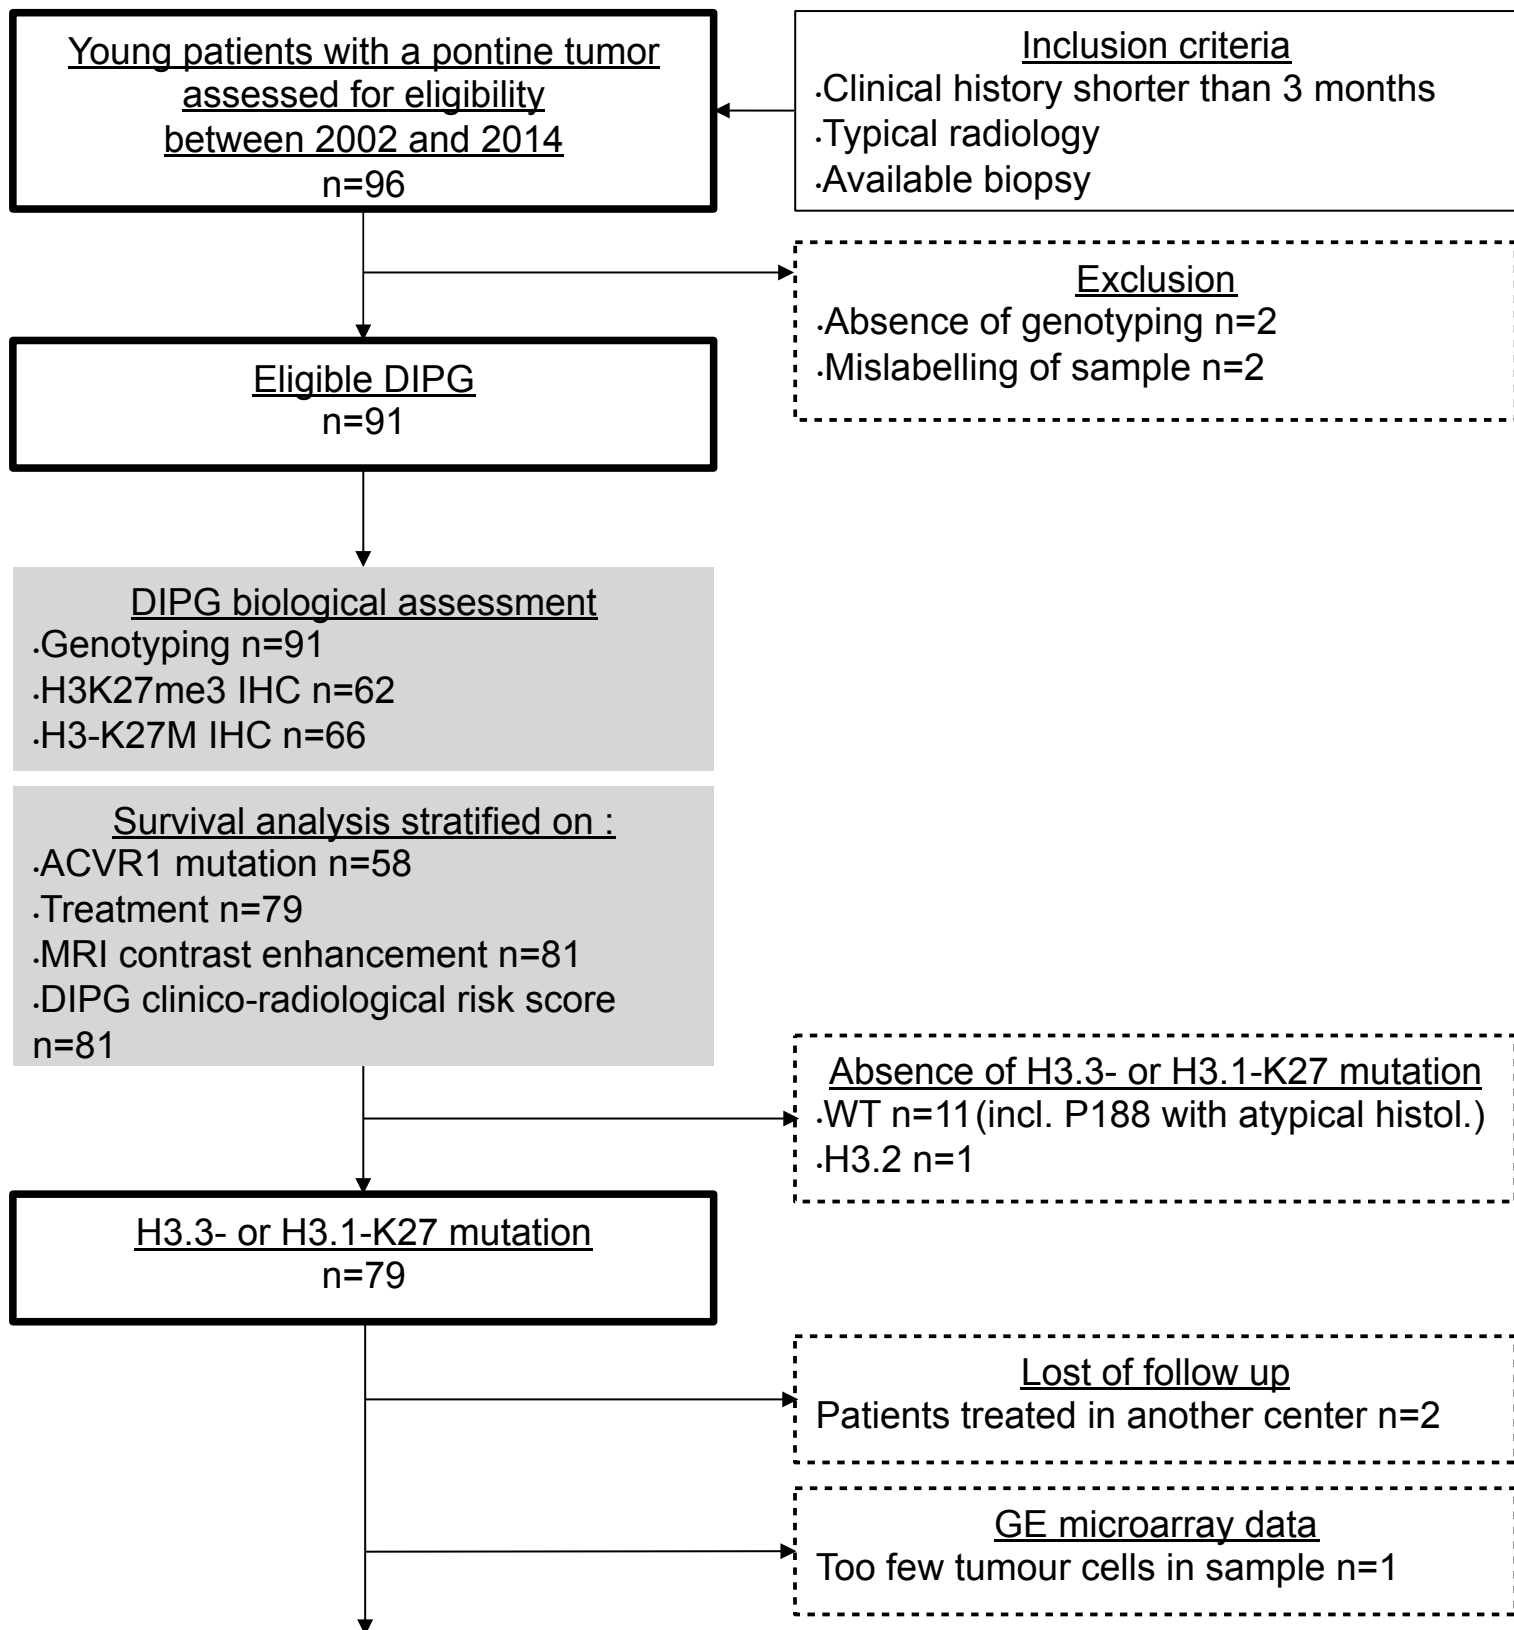 Young patients with a pontine tumor
assessed for eligibility
between 2002 and 2014
n=96
Inclusion criteria
.Clinical history shorter than 3 months
.Typical radiology
.Available biopsy
Exclusion
.Absence of genotyping n=2
.Mislabelling of sample n=2
Eligible DIPG
n=91
DIPG biological assessment
.Genotyping n=91
.H3K27me3 IHC n=62
.H3-K27M IHC n=66
Survival analysis stratified on :
.ACVR1 mutation n=58
.Treatment n=79
.MRI contrast enhancement n=81
.DIPG clinico-radiological risk score
n=81
Absence of H3.3- or H3.1-K27 mutation
.WT n=11(incl. P188 with atypical histol.)
.H3.2 n=1
H3.3- or H3.1-K27 mutation
n=79
Lost of follow up
Patients treated in another center n=2
GE microarray data
Too few tumour cells in sample n=1